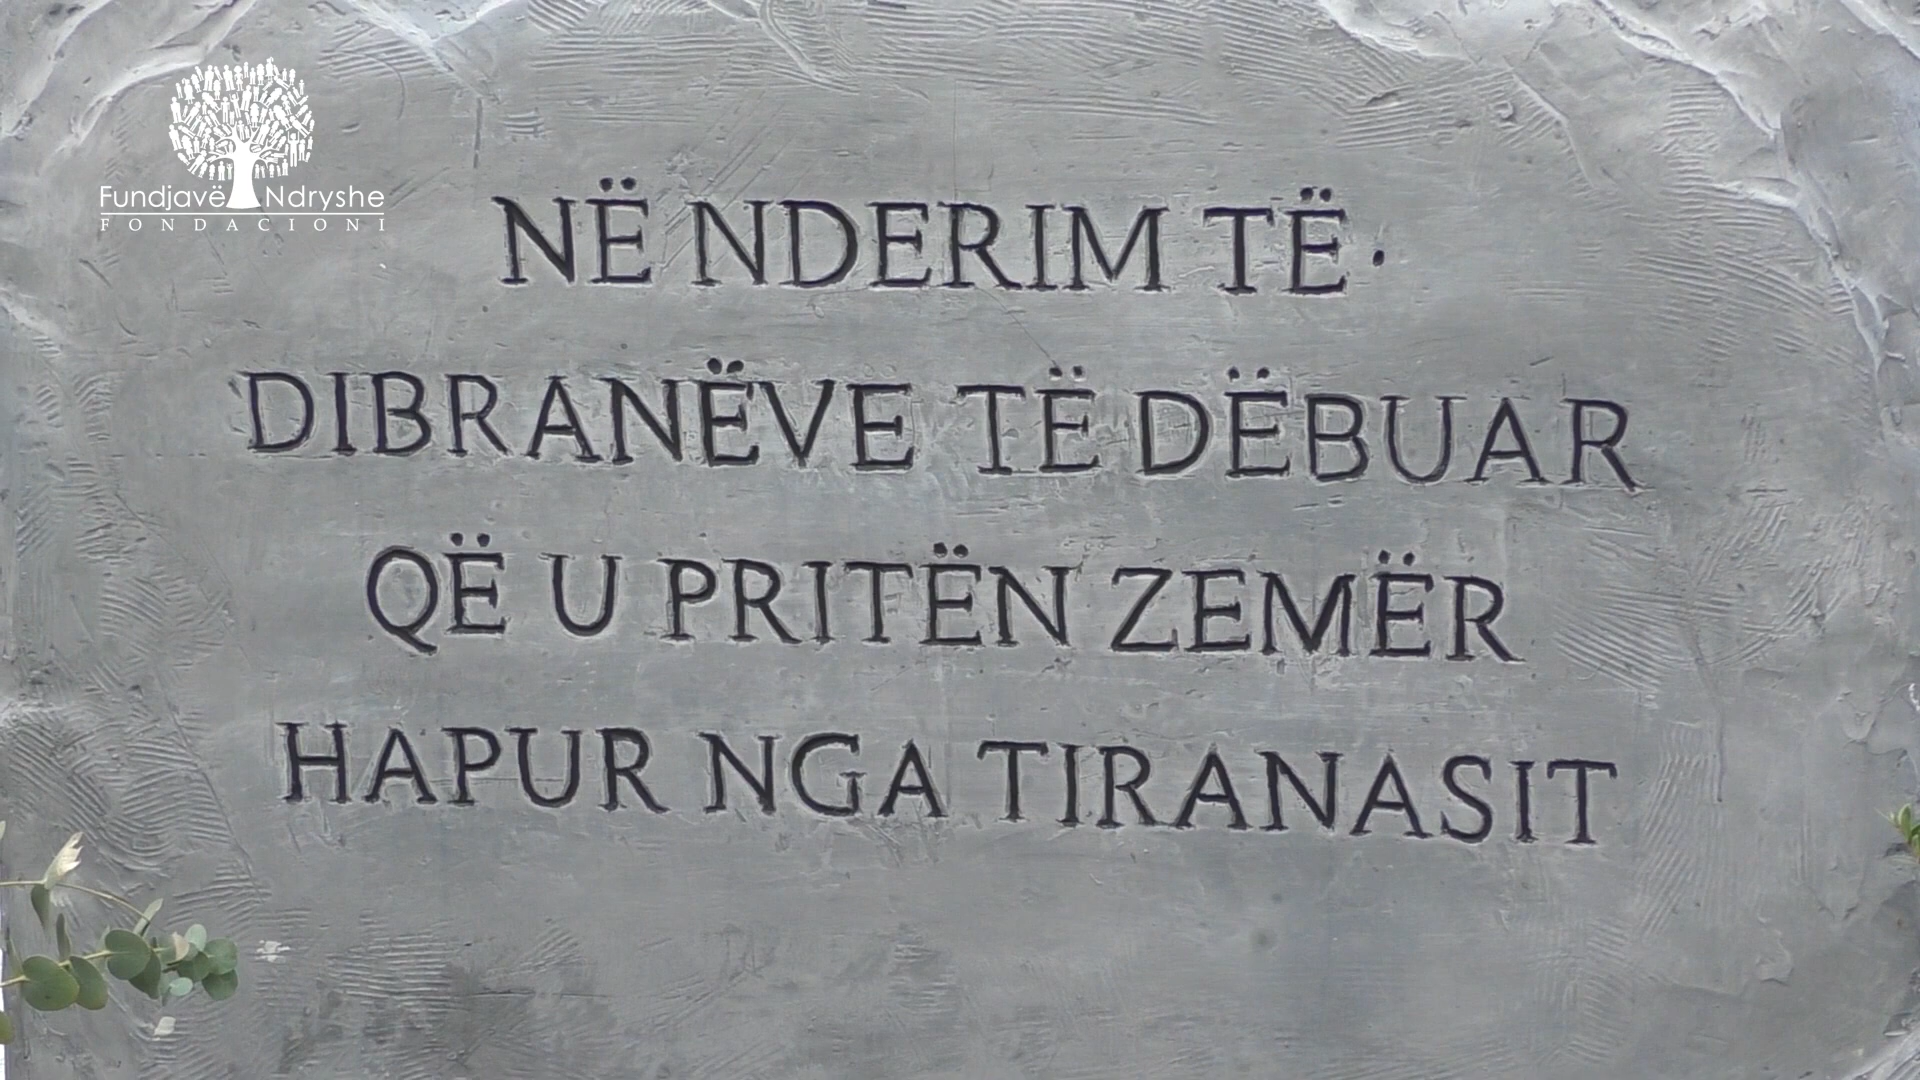 Fundjavë Ndryshe
FONDACIONI
NË NDERIM TË.
DIBRANËVE TË DËBUAR
QË U PRITËN ZEMËR
HAPUR NGA TIRANASIT